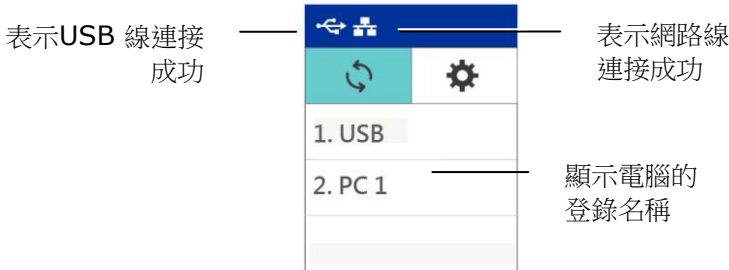 表示USB 線連接
成功
表示網路線
連接成功
1. USB
2. PC 1
顯示電腦的
登錄名稱